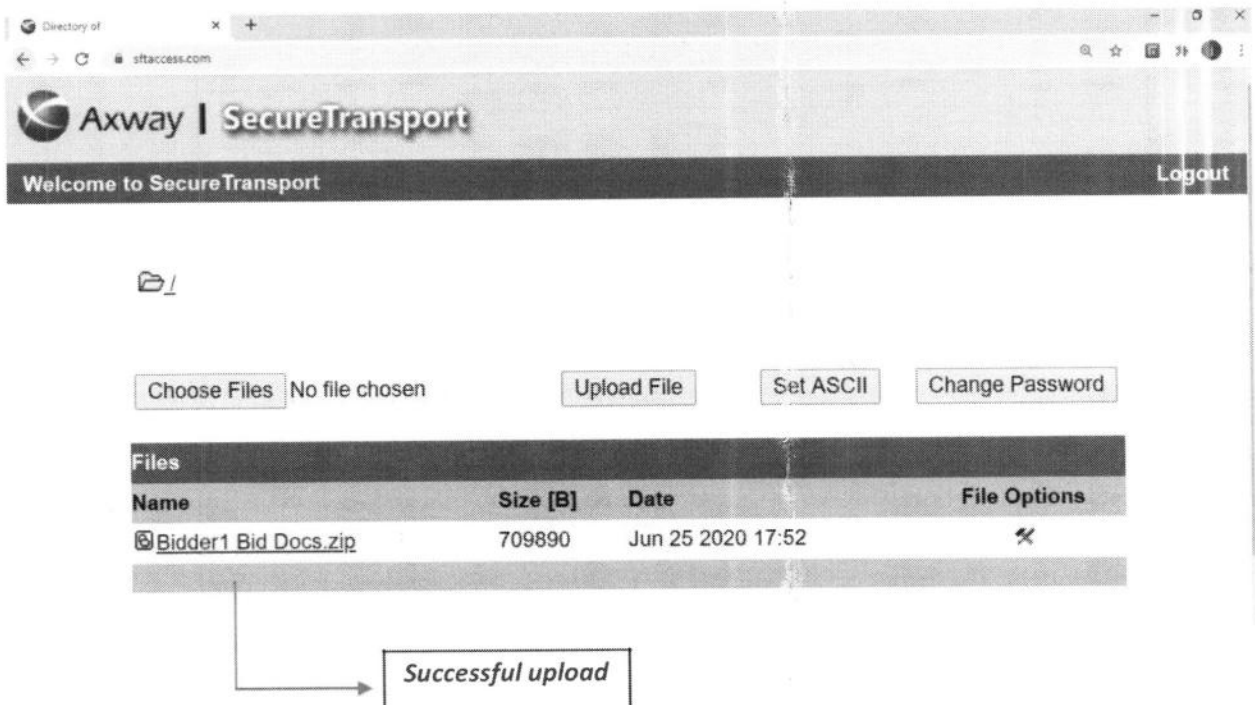 Directory of
sftaccess.com
Axway | SecureTransport
Welcome to SecureTransport Logout
/
Choose Files No file chosen Upload File Set ASCII Change Password
Files
Name Size [B] Date File Options
Bidder1 Bid Docs.zip 709890 Jun 25 2020 17:52
Successful upload